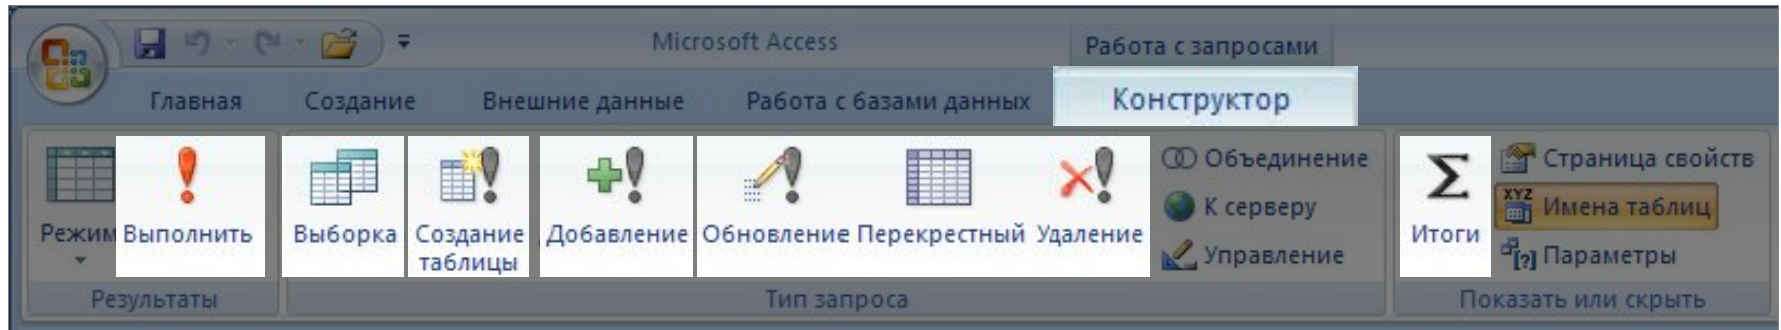 Microsoft Access
Работа с запросами
Главная
Создание
Внешние данные
Работа с базами данных
Конструктор
Режим
Выполнить
Результаты
Выборка
Создание
таблицы
Добавление
Обновление
Перекрестный
Удаление
Объединение
К серверу
Управление
Тип запроса
Σ
Итоги
Страница свойств
XYZ
Имена таблиц
[?]
Параметры
Показать или скрыть